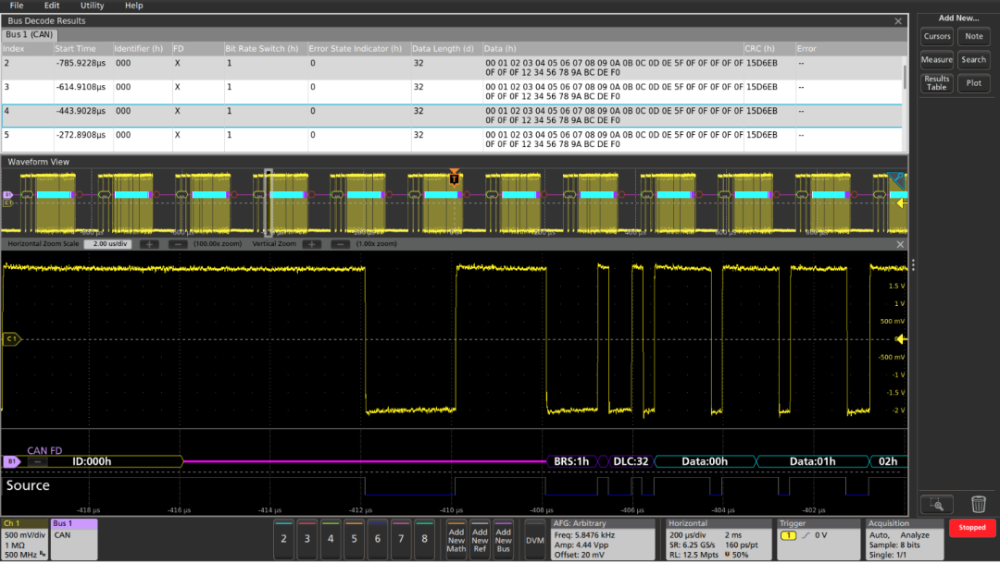 File Edit Utility Help
Bus Decode Results
Add New...
Bus 1 (CAN)
Cursors Note
Index Start Time Identifier (h) FD Bit Rate Switch (h) Error State Indicator (h) Data Length (d) Data (h) CRC (h) Error
Measure Search
2 -785.9228µs 000 X 1 0 32 00 01 02 03 04 05 06 07 08 09 0A 0B 0C 0D 0E 5F 0F 0F 0F 0F 0F 15D6EB --
0F 0F 0F 12 34 56 78 9A BC DE F0
Results Table Plot
3 -614.9108µs 000 X 1 0 32 00 01 02 03 04 05 06 07 08 09 0A 0B 0C 0D 0E 5F 0F 0F 0F 0F 0F 15D6EB --
0F 0F 0F 12 34 56 78 9A BC DE F0
4 -443.9028µs 000 X 1 0 32 00 01 02 03 04 05 06 07 08 09 0A 0B 0C 0D 0E 5F 0F 0F 0F 0F 0F 15D6EB --
0F 0F 0F 12 34 56 78 9A BC DE F0
5 -272.8908µs 000 X 1 0 32 00 01 02 03 04 05 06 07 08 09 0A 0B 0C 0D 0E 5F 0F 0F 0F 0F 0F 15D6EB --
0F 0F 0F 12 34 56 78 9A BC DE F0
Waveform View
T
Horizontal Zoom Scale 2.00 us/div + − (100.00x zoom) Vertical Zoom + − (1.00x zoom)
1.5 V
1 V
500 mV
C 1
-500 mV
-1 V
-1.5 V
-2 V
CAN FD
B1 ID:000h BRS:1h DLC:32 Data:00h Data:01h 02h
Source
-418 µs -416 µs -414 µs -412 µs -410 µs -408 µs -406 µs -404 µs -402 µs
Ch 1
500 mV/div
1 MΩ
500 MHz
Bus 1
CAN
2 3 4 5 6 7 8
Add New Math
Add New Ref
Add New Bus
DVM
AFG: Arbitrary
Freq: 5.8476 kHz
Amp: 4.44 Vpp
Offset: 20 mV
Horizontal
200 µs/div 2 ms
SR: 6.25 GS/s 160 ps/pt
RL: 12.5 Mpts 50%
Trigger
1 0 V
Acquisition
Auto, Analyze
Sample: 8 bits
Single: 1/1
Stopped